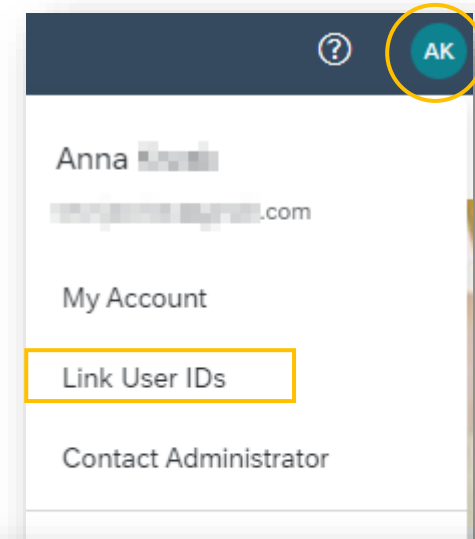 AK
Anna
.com
My Account
Link User IDs
Contact Administrator